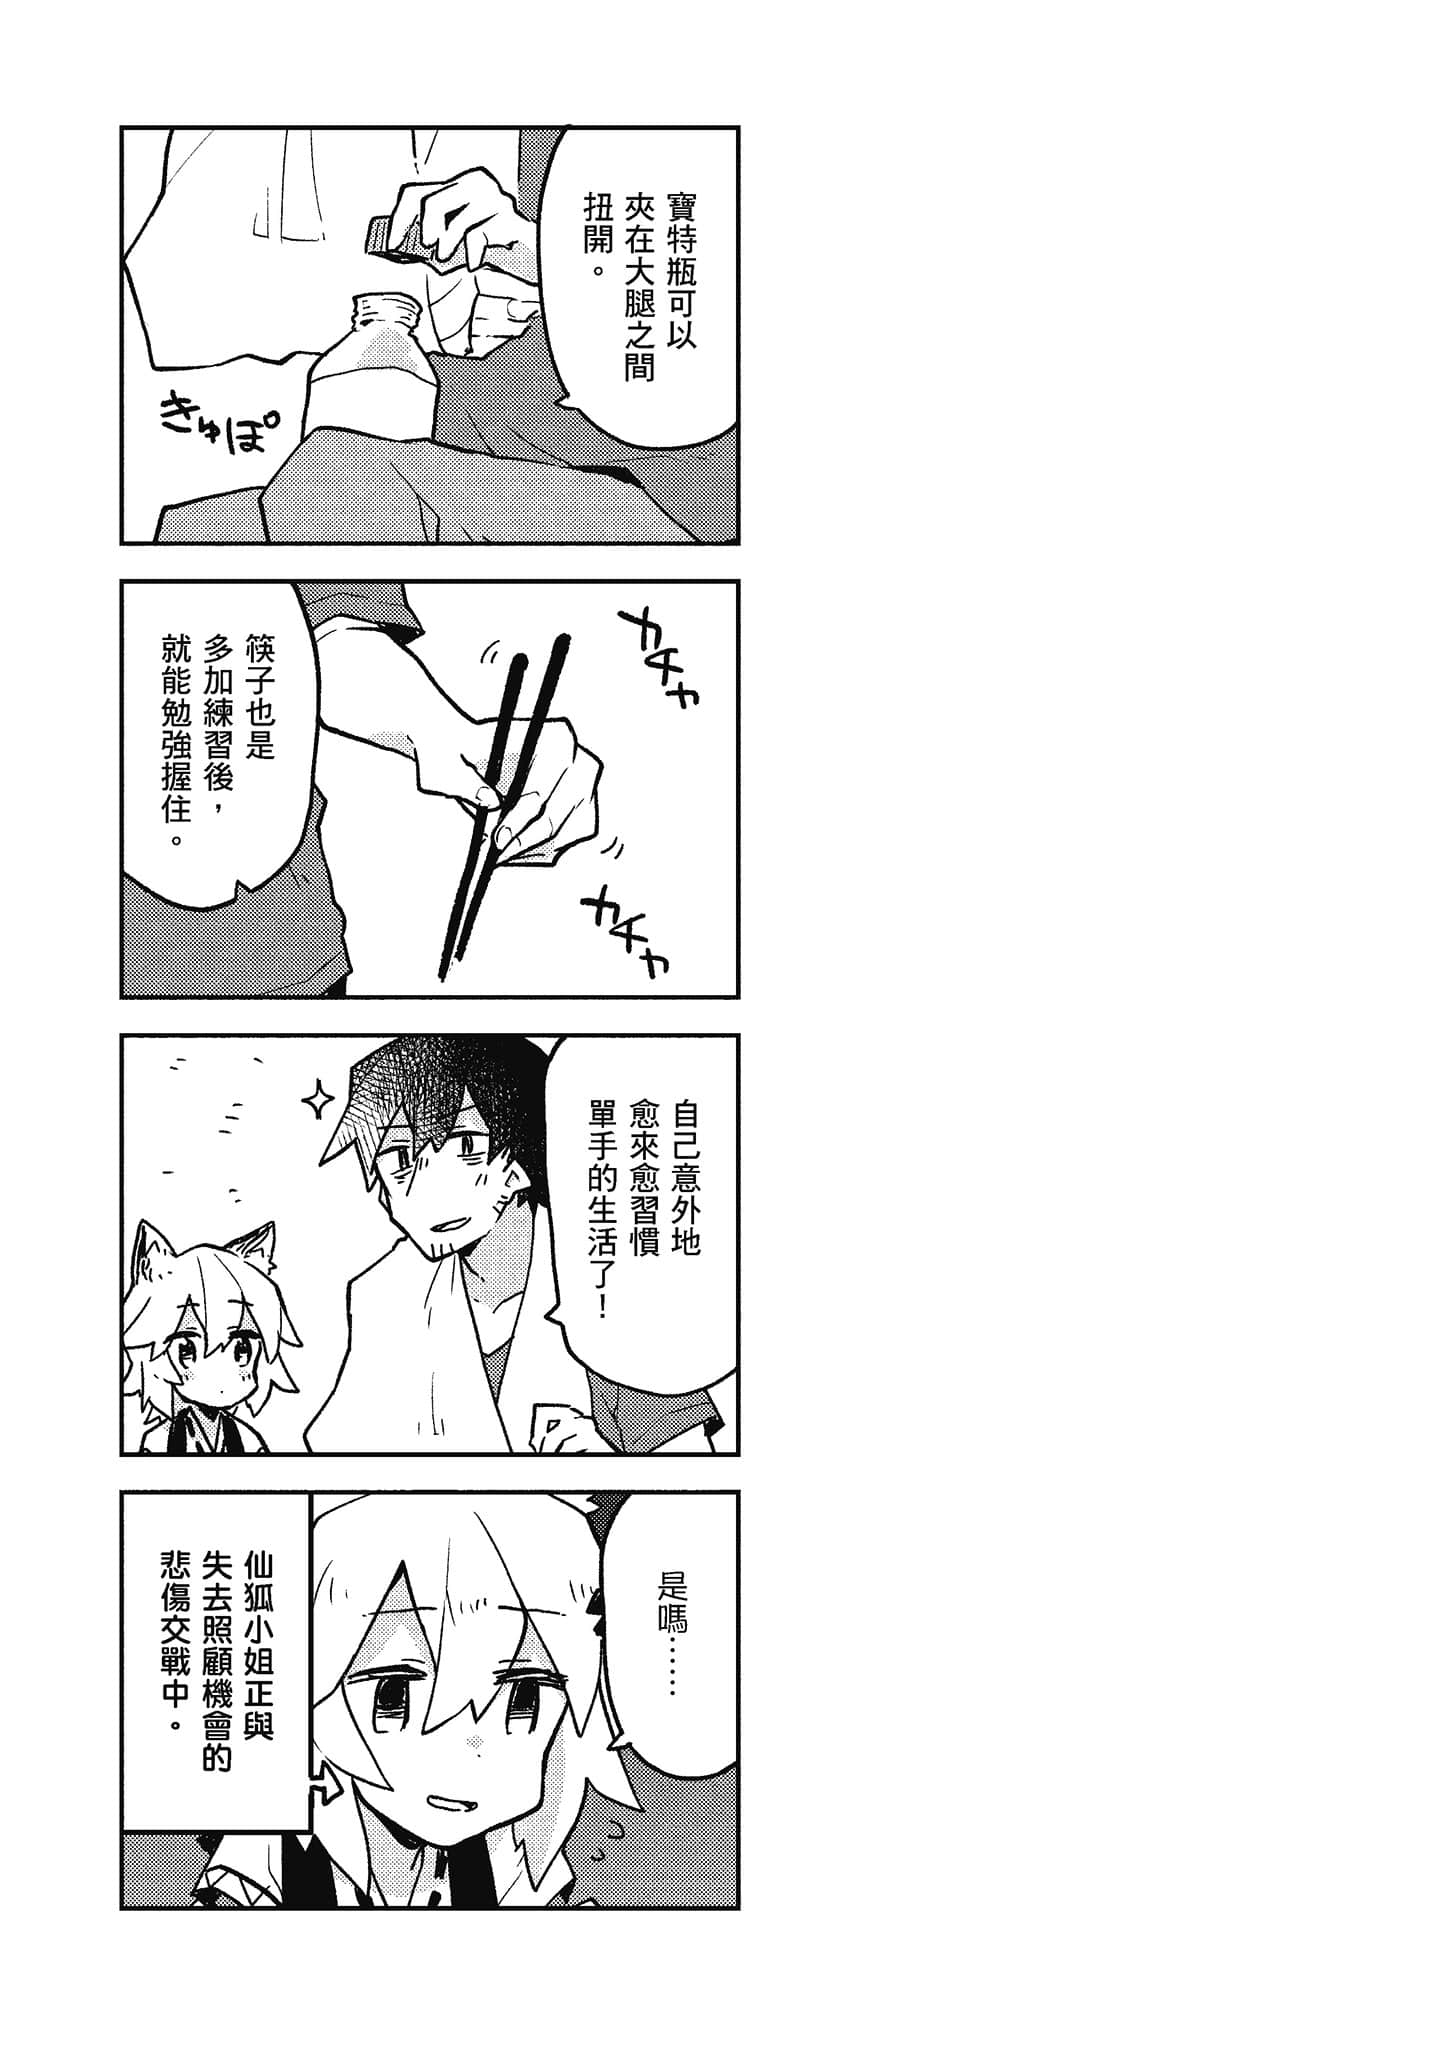 寶特瓶可以
夾在大腿之間
扭開。
きゅぽ
カチャ
筷子也是
多加練習後，
就能勉強握住。
カチャ
自己意外地
愈來愈習慣
單手的生活了！
是嗎……
仙狐小姐正與
失去照顧機會的
悲傷交戰中。